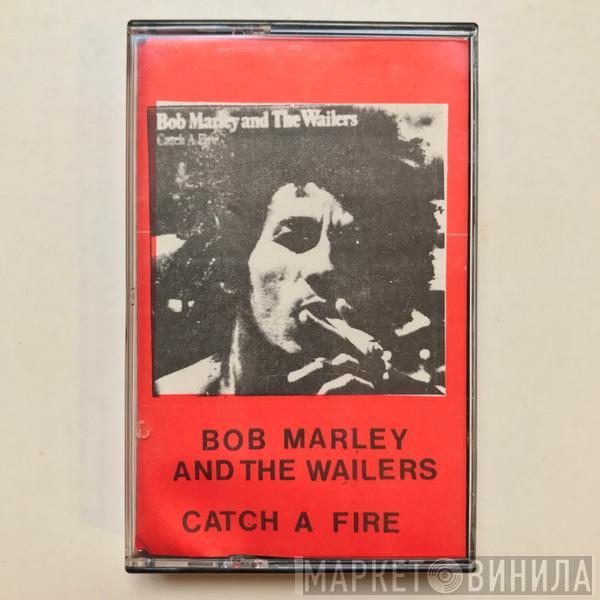 Bob Marley and The Wailers
Catch A Fire
BOB MARLEY
AND THE WAILERS
CATCH A FIRE
МАРКЕТ ВИНИЛА